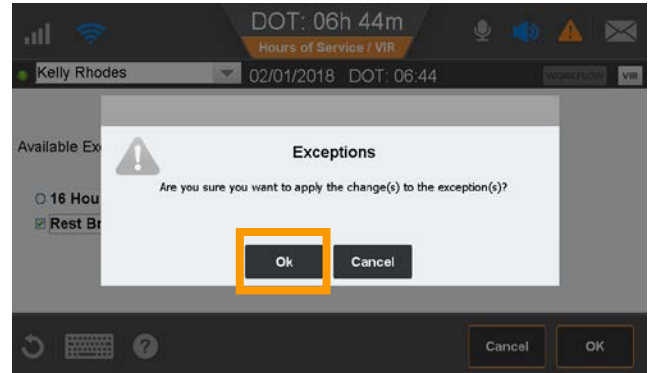 DOT: 06h 44m
Hours of Service / VIR
Kelly Rhodes
02/01/2018 DOT: 06:44
WORKFLOW
VIR
Available Ex
Exceptions
Are you sure you want to apply the change(s) to the exception(s)?
16 Hou
Rest Br
Ok
Cancel
?
Cancel
OK